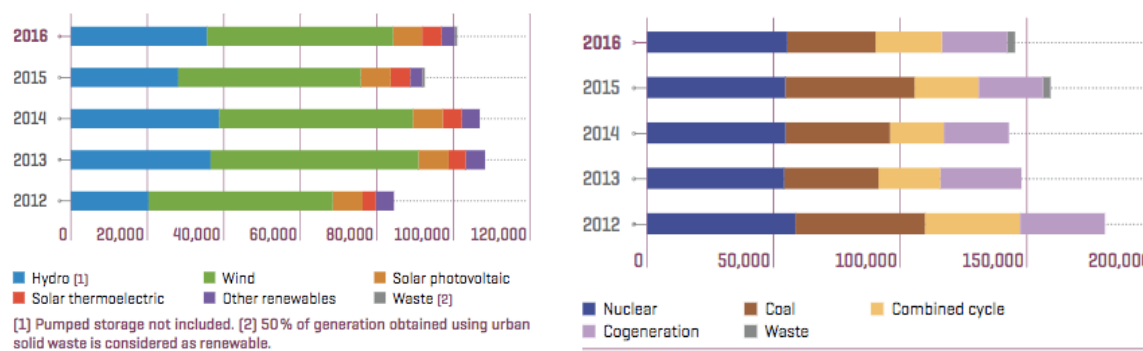 2016
2015
2014
2013
2012
0 20,000 40,000 60,000 80,000 100,000 120,000
Hydro (1) Wind Solar photovoltaic
Solar thermoelectric Other renewables Waste (2)
(1) Pumped storage not included. (2) 50% of generation obtained using urban
solid waste is considered as renewable.
2016
2015
2014
2013
2012
0 50,000 100,000 150,000 200,000
Nuclear Coal Combined cycle
Cogeneration Waste